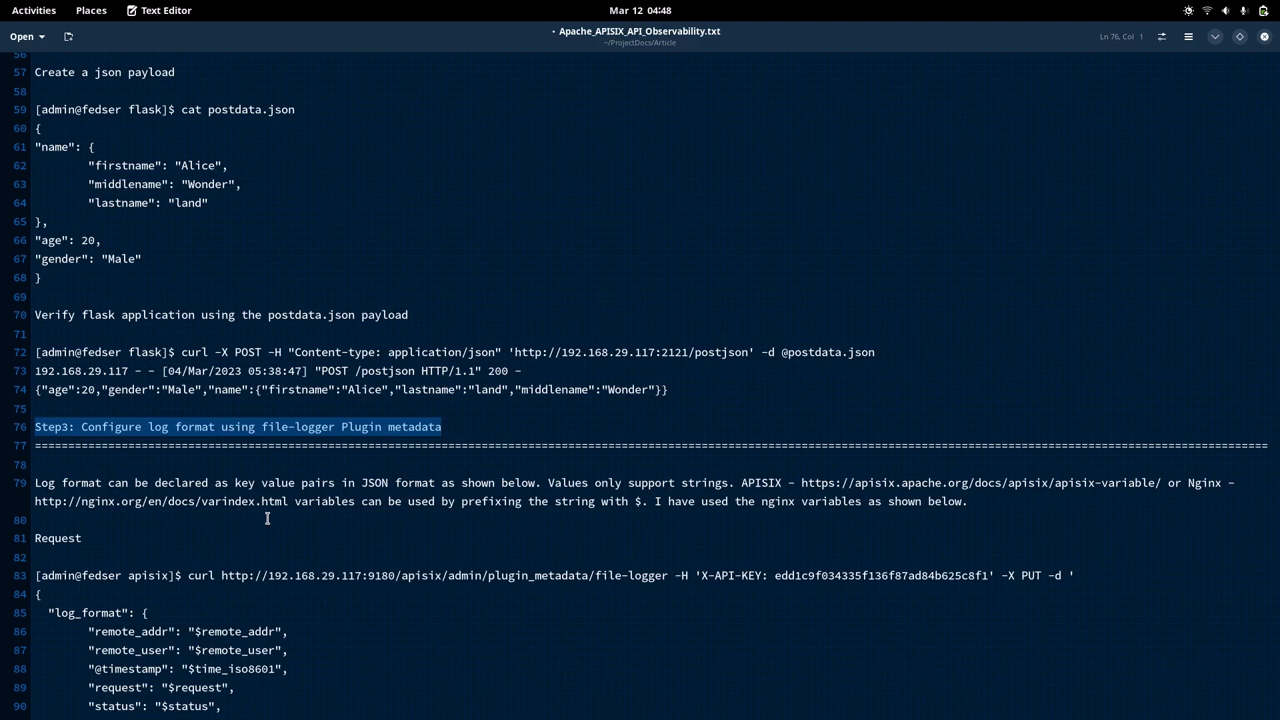 Activities Places Text Editor Mar 12 04:48
Open Apache_APISIX_API_Observability.txt Ln 76, Col 1
~/ProjectDocs/Article
56
57 Create a json payload
58
59 [admin@fedser flask]$ cat postdata.json
60 {
61 "name": {
62 "firstname": "Alice",
63 "middlename": "Wonder",
64 "lastname": "land"
65 },
66 "age": 20,
67 "gender": "Male"
68 }
69
70 Verify flask application using the postdata.json payload
71
72 [admin@fedser flask]$ curl -X POST -H "Content-type: application/json" 'http://192.168.29.117:2121/postjson' -d @postdata.json
73 192.168.29.117 - - [04/Mar/2023 05:38:47] "POST /postjson HTTP/1.1" 200 -
74 {"age":20,"gender":"Male","name":{"firstname":"Alice","lastname":"land","middlename":"Wonder"}}
75
76 Step3: Configure log format using file-logger Plugin metadata
77 =============================================================================================================================================
78
79 Log format can be declared as key value pairs in JSON format as shown below. Values only support strings. APISIX - https://apisix.apache.org/docs/apisix/apisix-variable/ or Nginx -
http://nginx.org/en/docs/varindex.html variables can be used by prefixing the string with $. I have used the nginx variables as shown below.
80
81 Request
82
83 [admin@fedser apisix]$ curl http://192.168.29.117:9180/apisix/admin/plugin_metadata/file-logger -H 'X-API-KEY: edd1c9f034335f136f87ad84b625c8f1' -X PUT -d '
84 {
85 "log_format": {
86 "remote_addr": "$remote_addr",
87 "remote_user": "$remote_user",
88 "@timestamp": "$time_iso8601",
89 "request": "$request",
90 "status": "$status",